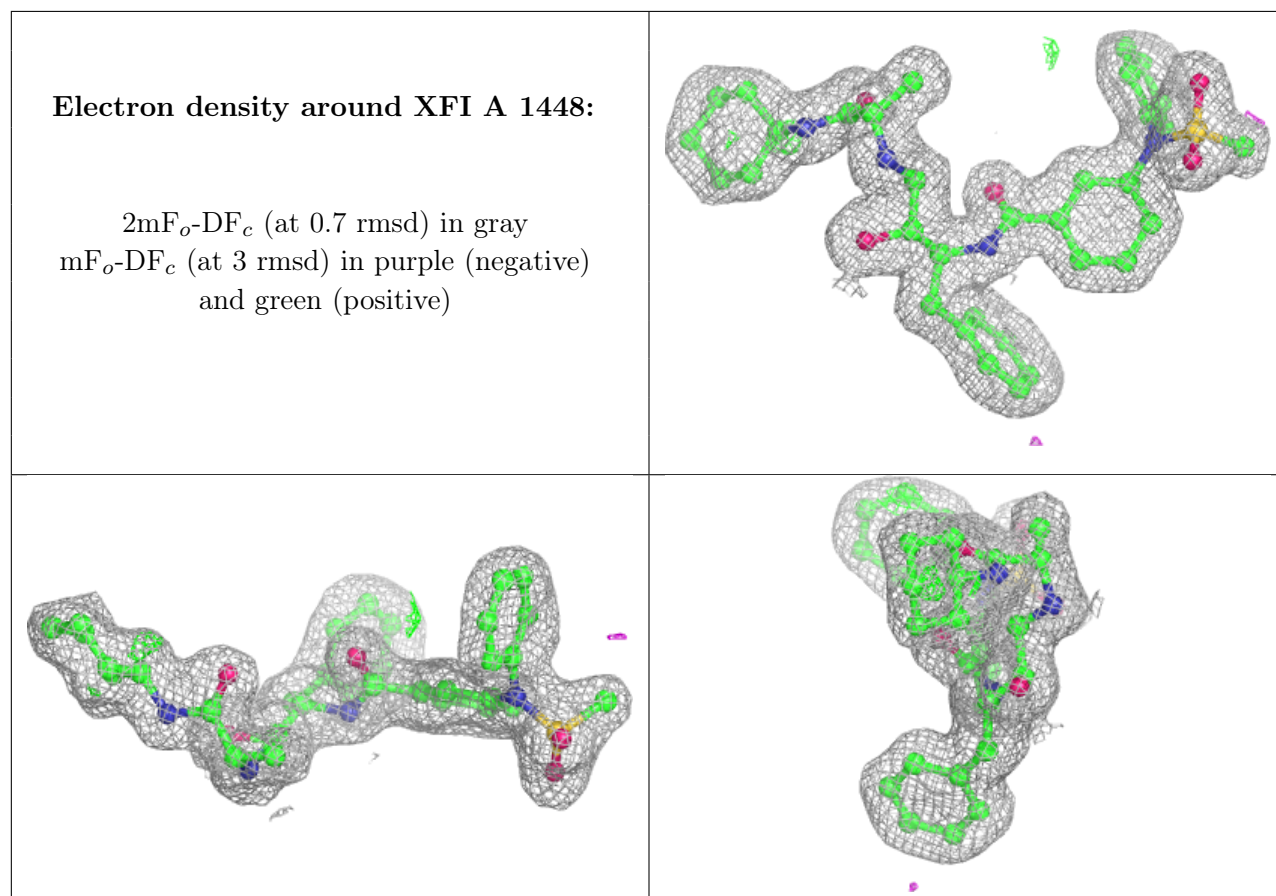 Electron density around XFI A 1448:
2mFo-DFc (at 0.7 rmsd) in gray
mFo-DFc (at 3 rmsd) in purple (negative)
and green (positive)